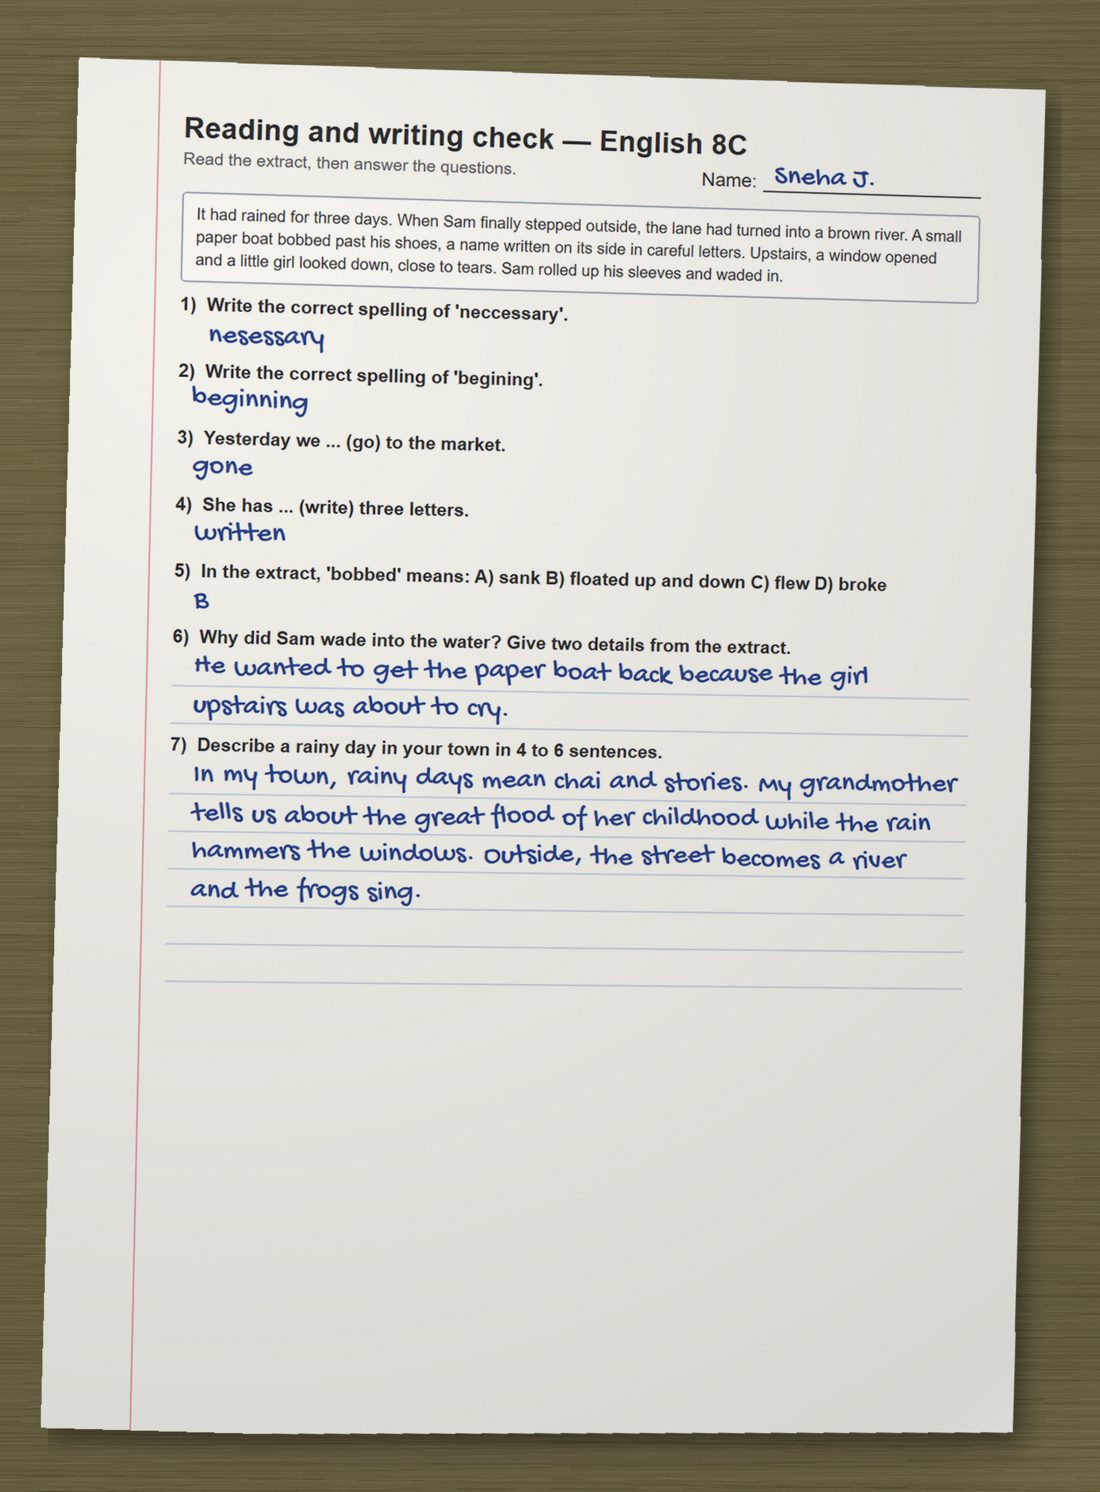 Reading and writing check — English 8C
Read the extract, then answer the questions.
Name: Sneha J.
It had rained for three days. When Sam finally stepped outside, the lane had turned into a brown river. A small
paper boat bobbed past his shoes, a name written on its side in careful letters. Upstairs, a window opened
and a little girl looked down, close to tears. Sam rolled up his sleeves and waded in.
1) Write the correct spelling of 'neccessary'.
nesessary
2) Write the correct spelling of 'begining'.
beginning
3) Yesterday we ... (go) to the market.
gone
4) She has ... (write) three letters.
written
5) In the extract, 'bobbed' means: A) sank B) floated up and down C) flew D) broke
B
6) Why did Sam wade into the water? Give two details from the extract.
He wanted to get the paper boat back because the girl
upstairs was about to cry.
7) Describe a rainy day in your town in 4 to 6 sentences.
In my town, rainy days mean chai and stories. My grandmother
tells us about the great flood of her childhood while the rain
hammers the windows. Outside, the street becomes a river
and the frogs sing.